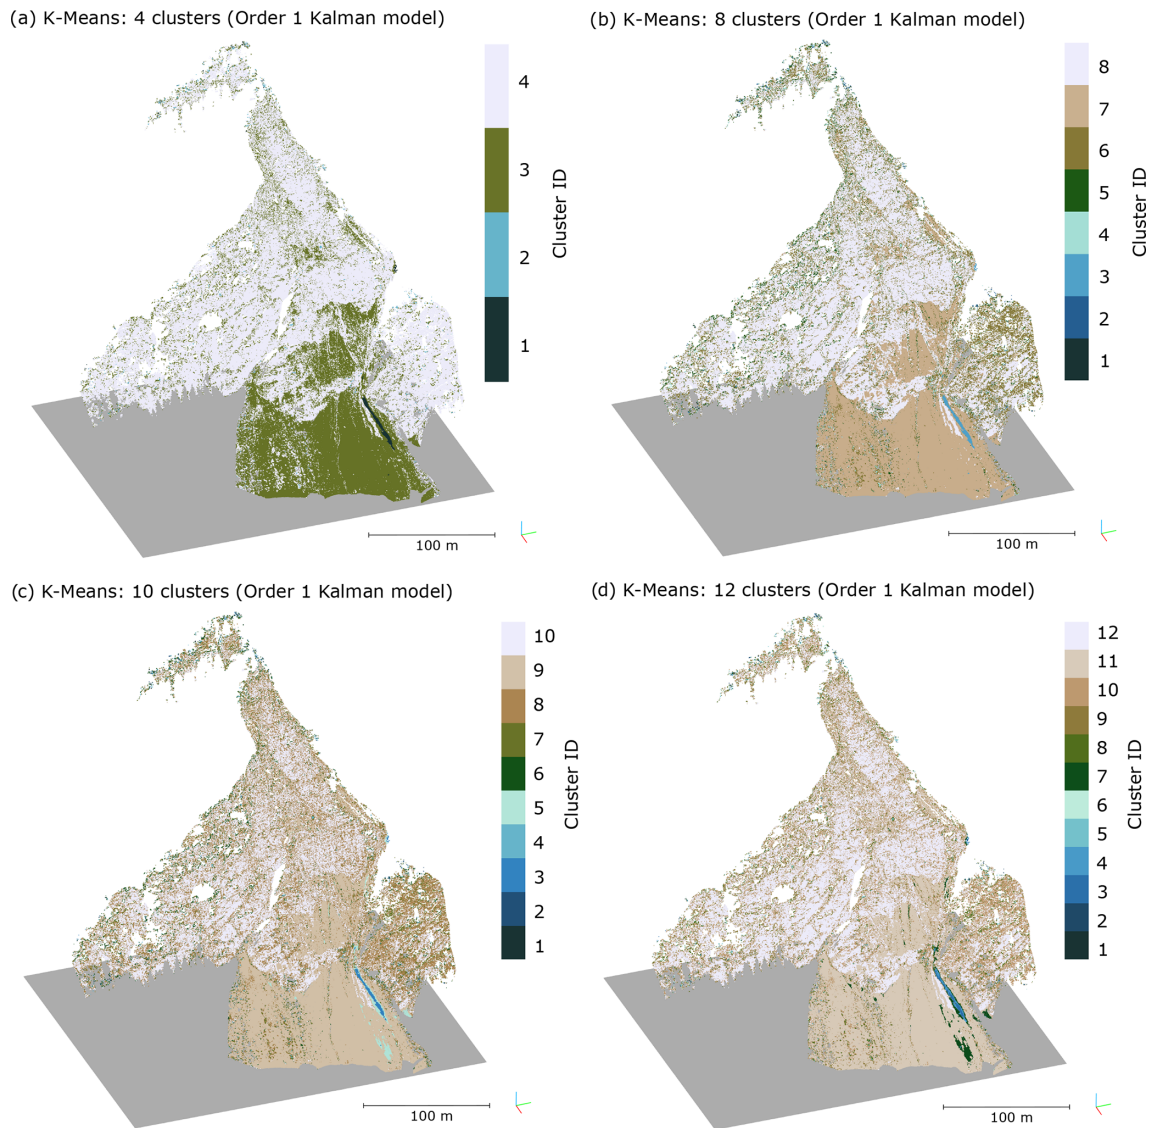 (a) K-Means: 4 clusters (Order 1 Kalman model)
4
3
2
1
Cluster ID
100 m
(b) K-Means: 8 clusters (Order 1 Kalman model)
8
7
6
5
4
3
2
1
Cluster ID
100 m
(c) K-Means: 10 clusters (Order 1 Kalman model)
10
9
8
7
6
5
4
3
2
1
Cluster ID
100 m
(d) K-Means: 12 clusters (Order 1 Kalman model)
12
11
10
9
8
7
6
5
4
3
2
1
Cluster ID
100 m